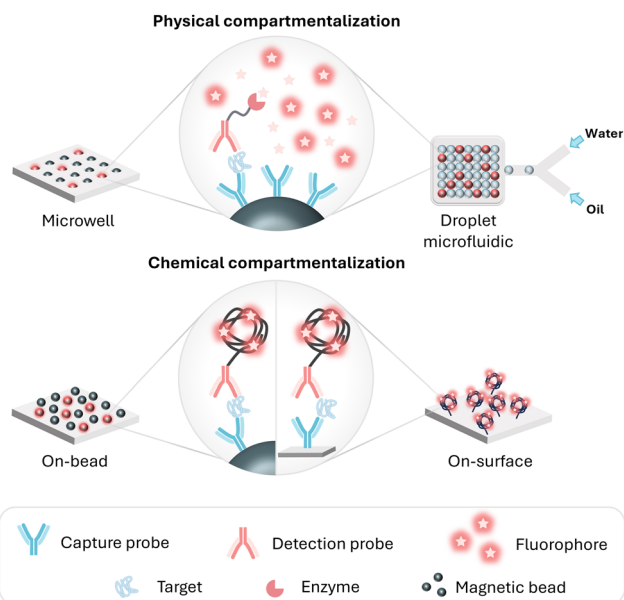 Physical compartmentalization
Water
Microwell
Droplet
microfluidic
Oil
Chemical compartmentalization
On-bead
On-surface
Capture probe
Detection probe
Fluorophore
Target
Enzyme
Magnetic bead